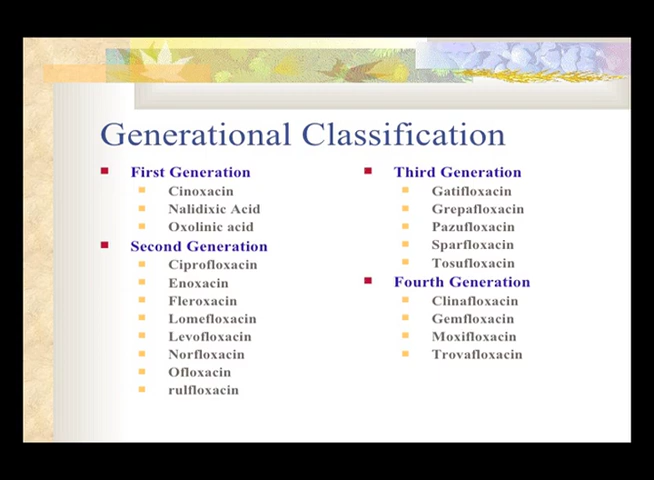 Generational Classification
First Generation
Cinoxacin
Nalidixic Acid
Oxolinic acid
Second Generation
Ciprofloxacin
Enoxacin
Fleroxacin
Lomefloxacin
Levofloxacin
Norfloxacin
Ofloxacin
rulfloxacin
Third Generation
Gatifloxacin
Grepafloxacin
Pazufloxacin
Sparfloxacin
Tosufloxacin
Fourth Generation
Clinafloxacin
Gemfloxacin
Moxifloxacin
Trovafloxacin